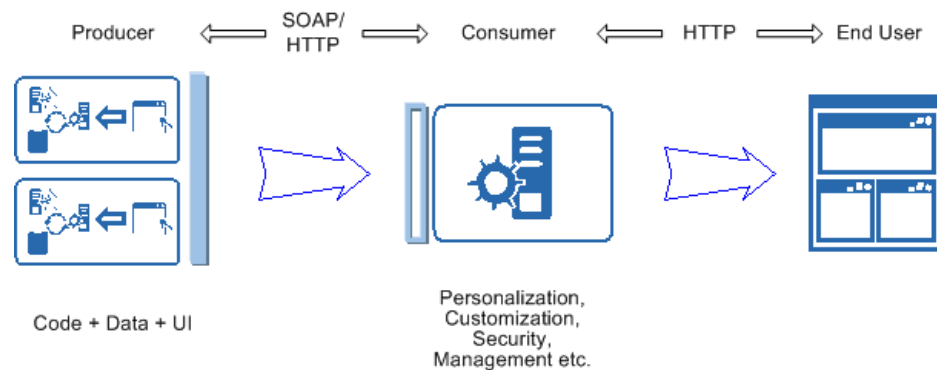 Producer
SOAP/
HTTP
Consumer
HTTP
End User
Code + Data + UI
Personalization,
Customization,
Security,
Management etc.